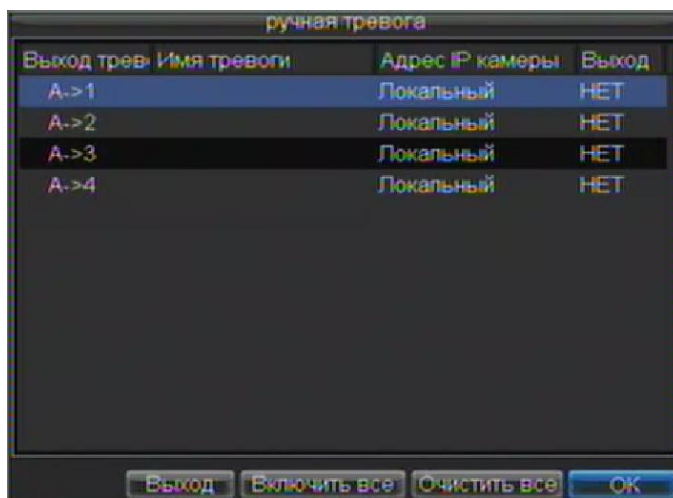 ручная тревога
Выход трев Имя тревоги Адрес IP камеры Выход
A->1 Локальный НЕТ
A->2 Локальный НЕТ
A->3 Локальный НЕТ
A->4 Локальный НЕТ
Выход Включить все Очистить все OK